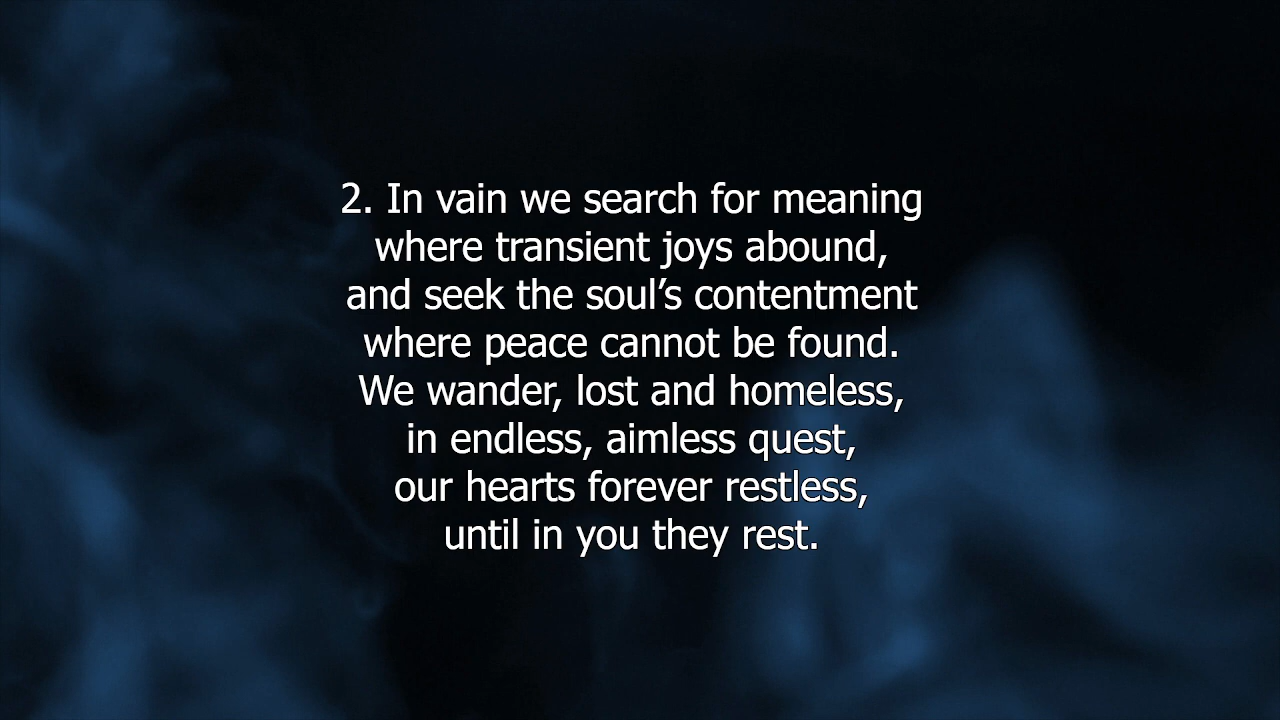 2. In vain we search for meaning
where transient joys abound,
and seek the soul’s contentment
where peace cannot be found.
We wander, lost and homeless,
in endless, aimless quest,
our hearts forever restless,
until in you they rest.